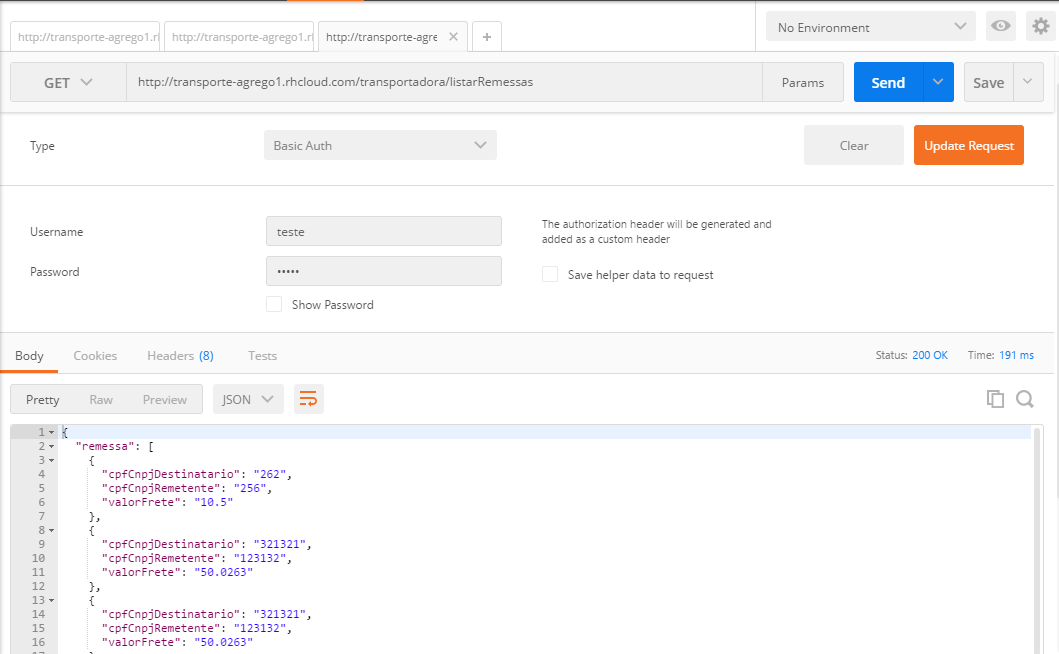 http://transporte-agrego1.rh http://transporte-agrego1.rh http://transporte-agre × + No Environment
GET http://transporte-agrego1.rhcloud.com/transportadora/listarRemessas Params Send Save
Type Basic Auth Clear Update Request
Username teste The authorization header will be generated and
added as a custom header
Password ••••• Save helper data to request
Show Password
Body Cookies Headers (8) Tests Status: 200 OK Time: 191 ms
Pretty Raw Preview JSON
1 {
2 "remessa": [
3 {
4 "cpfCnpjDestinatario": "262",
5 "cpfCnpjRemetente": "256",
6 "valorFrete": "10.5"
7 },
8 {
9 "cpfCnpjDestinatario": "321321",
10 "cpfCnpjRemetente": "123132",
11 "valorFrete": "50.0263"
12 },
13 {
14 "cpfCnpjDestinatario": "321321",
15 "cpfCnpjRemetente": "123132",
16 "valorFrete": "50.0263"